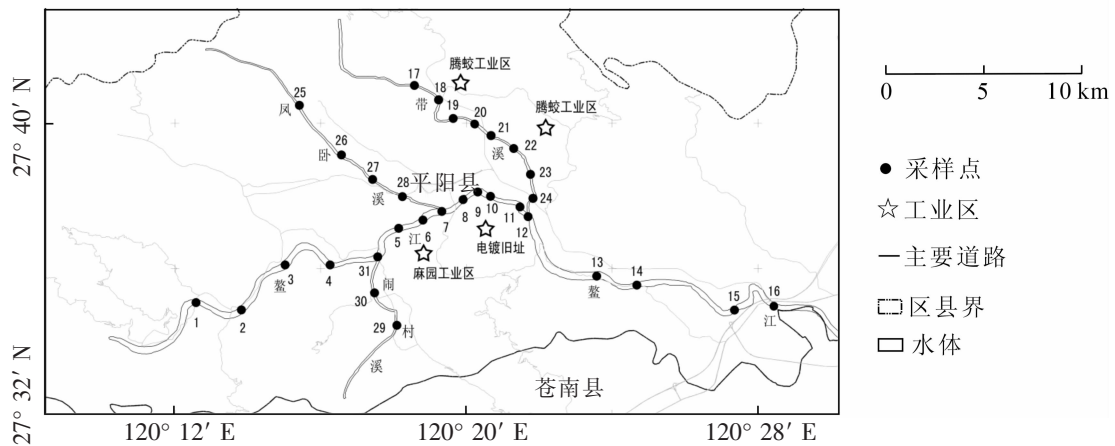 27° 40′ N
27° 32′ N
120° 12′ E
120° 20′ E
120° 28′ E
腾蛟工业区
17
18
带
19
20
21
溪
22
23
24
腾蛟工业区
25
凤
26
卧
27
溪
28
平阳县
1
2
鳌
3
4
31
5
江
6
7
8
9
10
11
12
麻园工业区
电镀旧址
闹
30
29
村
溪
13
鳌
14
15
16
江
苍南县
0
5
10 km
采样点
工业区
主要道路
区县界
水体